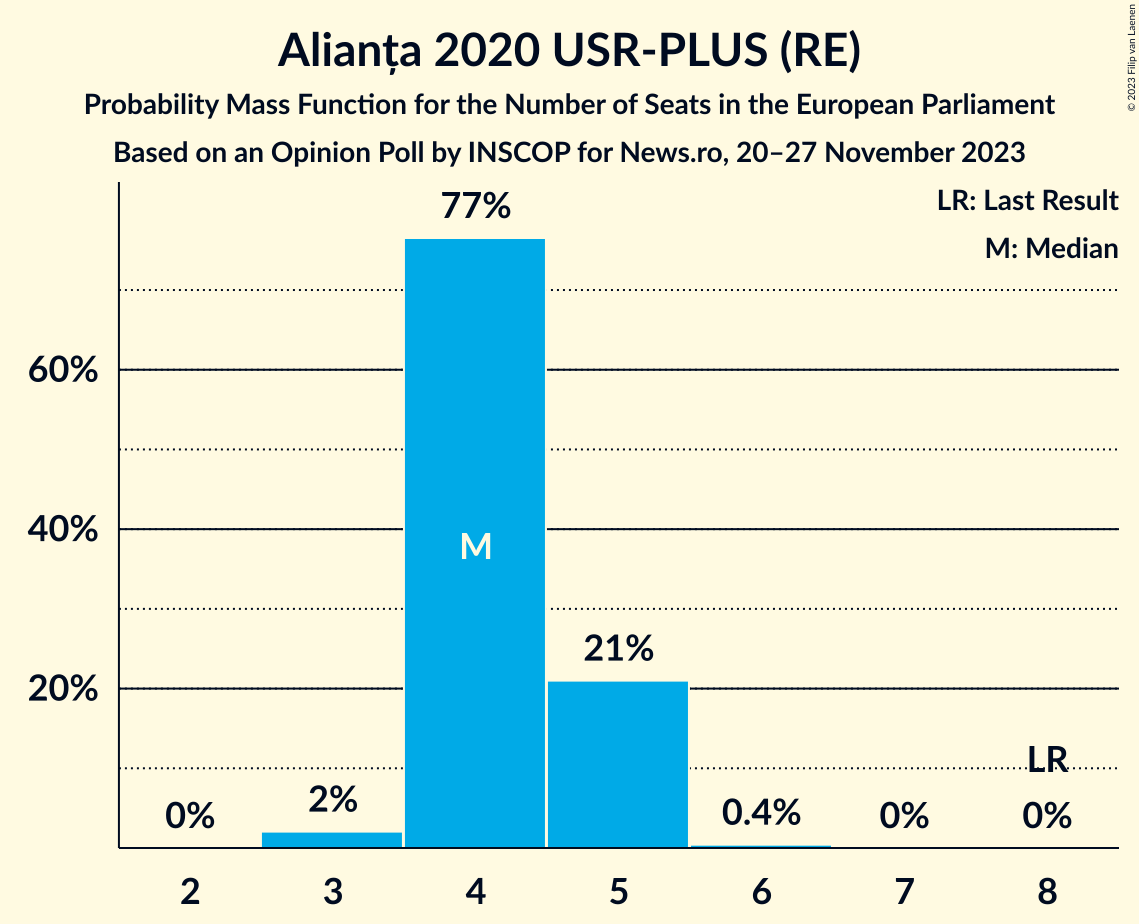 Alianța 2020 USR-PLUS (RE)
Probability Mass Function for the Number of Seats in the European Parliament
Based on an Opinion Poll by INSCOP for News.ro, 20–27 November 2023
© 2023 Filip van Laenen
LR: Last Result
M: Median
77%
60%
40%
M
21%
20%
LR
0%
2%
0.4%
0%
0%
2 3 4 5 6 7 8